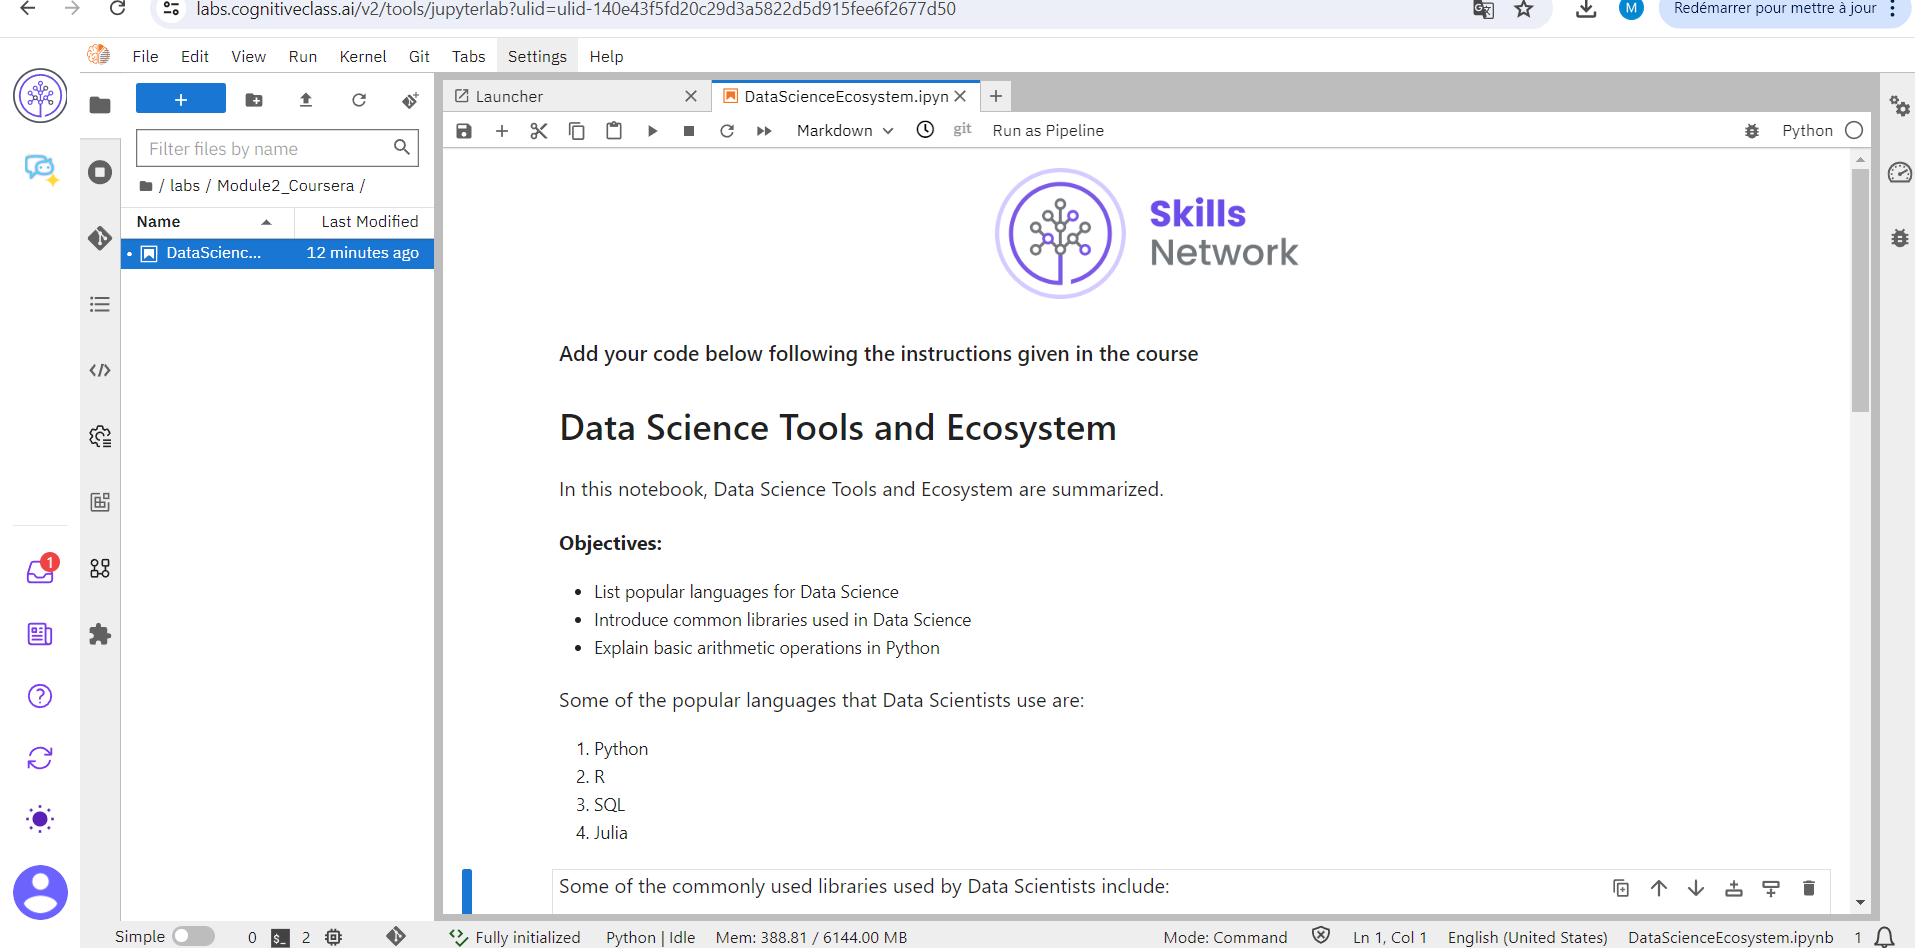 labs.cognitiveclass.ai/v2/tools/jupyterlab?ulid=ulid-140e43f5fd20c29d3a5822d5d915fee6f2677d50
M
Redémarrer pour mettre à jour
File Edit View Run Kernel Git Tabs Settings Help
+
Launcher
DataScienceEcosystem.ipyn
Markdown
git
Run as Pipeline
Python
Filter files by name
/ labs / Module2_Coursera /
Name
Last Modified
DataScienc...
12 minutes ago
Skills
Network
Add your code below following the instructions given in the course
Data Science Tools and Ecosystem
In this notebook, Data Science Tools and Ecosystem are summarized.
Objectives:
• List popular languages for Data Science
• Introduce common libraries used in Data Science
• Explain basic arithmetic operations in Python
Some of the popular languages that Data Scientists use are:
1. Python
2. R
3. SQL
4. Julia
Some of the commonly used libraries used by Data Scientists include:
1
Simple
0
$_
2
Fully initialized
Python | Idle
Mem: 388.81 / 6144.00 MB
Mode: Command
Ln 1, Col 1
English (United States)
DataScienceEcosystem.ipynb
1